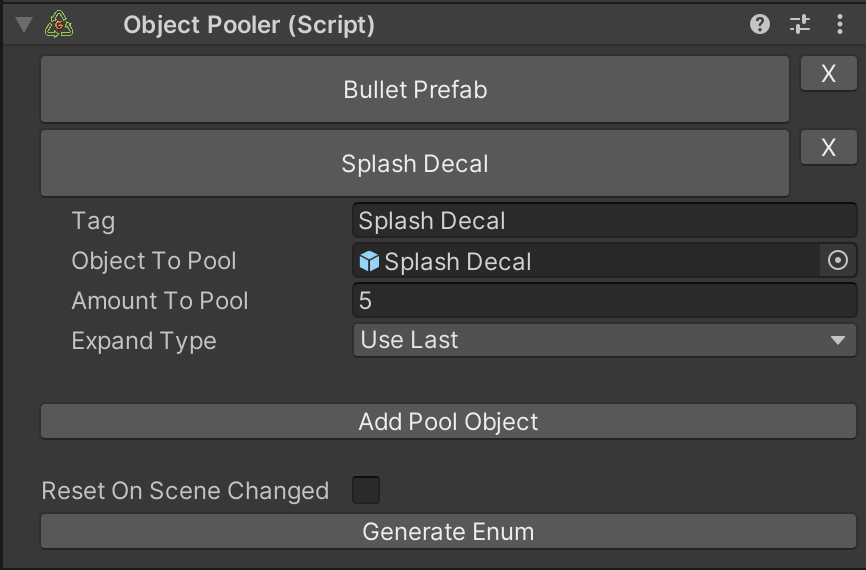 Object Pooler (Script)
Bullet Prefab X
Splash Decal X
Tag Splash Decal
Object To Pool Splash Decal
Amount To Pool 5
Expand Type Use Last
Add Pool Object
Reset On Scene Changed
Generate Enum